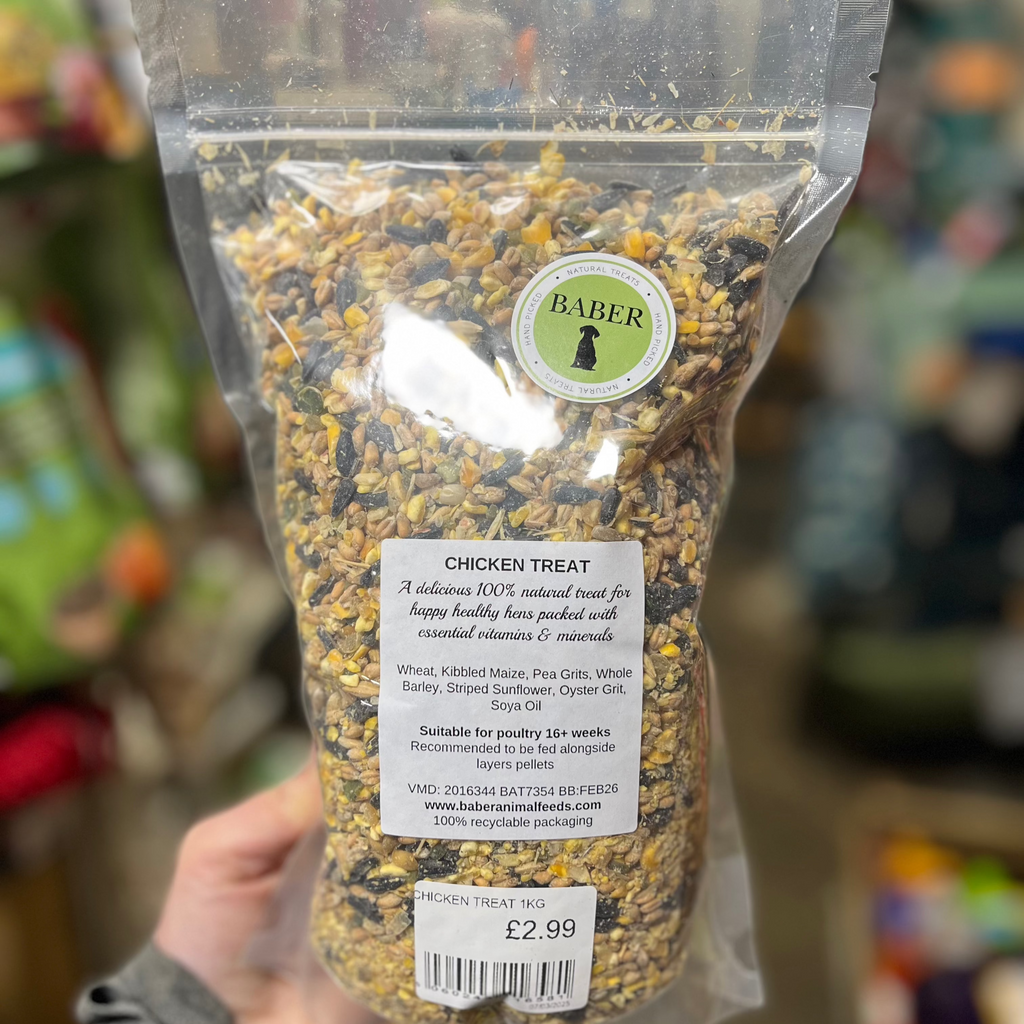 NATURAL TREATS
HAND PICKED
HAND PICKED
NATURAL TREATS
BABER
CHICKEN TREAT
A delicious 100% natural treat for
happy healthy hens packed with
essential vitamins & minerals
Wheat, Kibbled Maize, Pea Grits, Whole
Barley, Striped Sunflower, Oyster Grit,
Soya Oil
Suitable for poultry 16+ weeks
Recommended to be fed alongside
layers pellets
VMD: 2016344 BAT7354 BB:FEB26
www.baberanimalfeeds.com
100% recyclable packaging
CHICKEN TREAT 1KG
£2.99